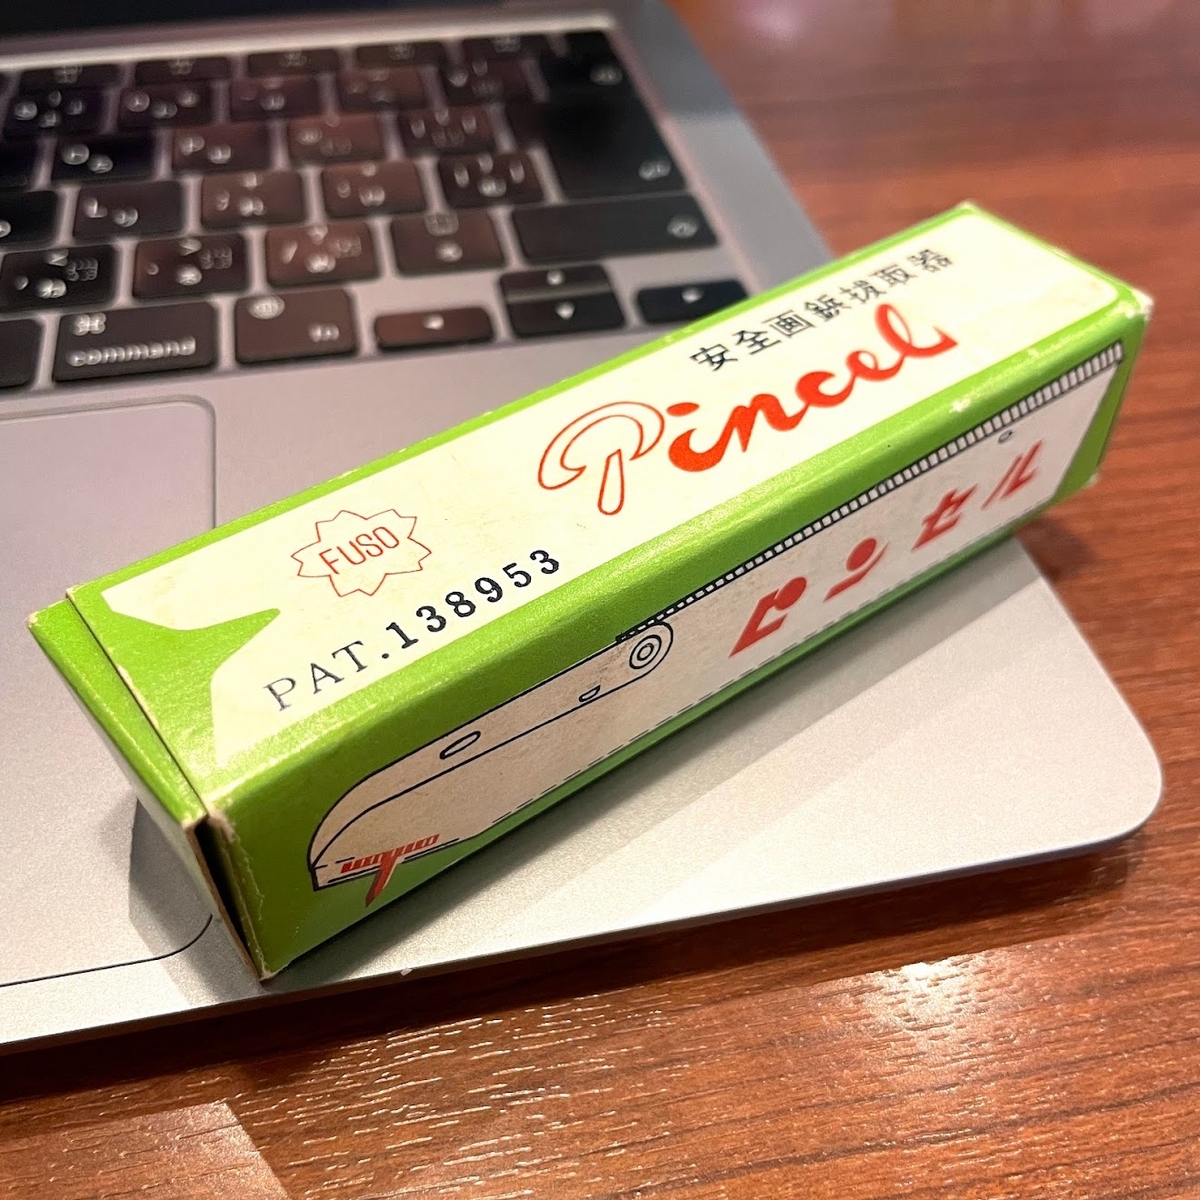 安全画鋲抜取器
Pincel
FUSO
PAT.138953
ピンセル
command